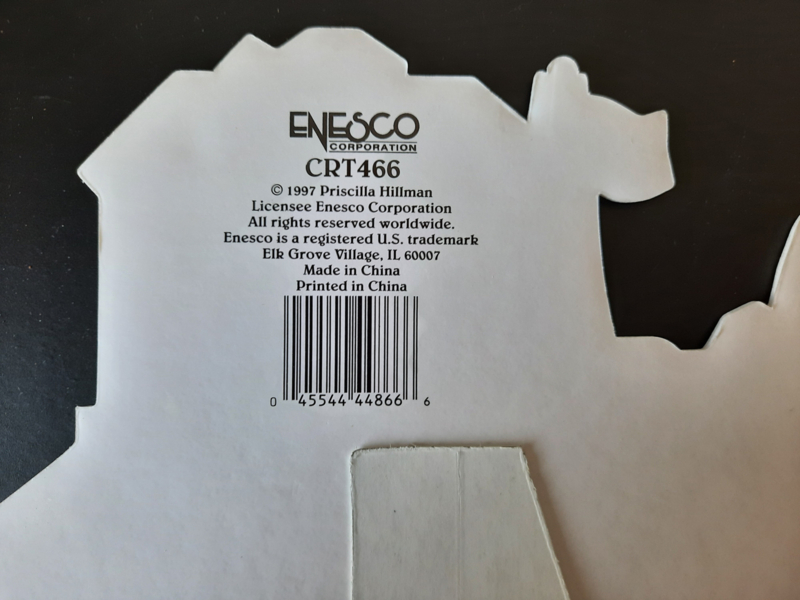 ENESCO
CORPORATION
CRT466
© 1997 Priscilla Hillman
Licensee Enesco Corporation
All rights reserved worldwide.
Enesco is a registered U.S. trademark
Elk Grove Village, IL 60007
Made in China
Printed in China
0 45544 44866 6